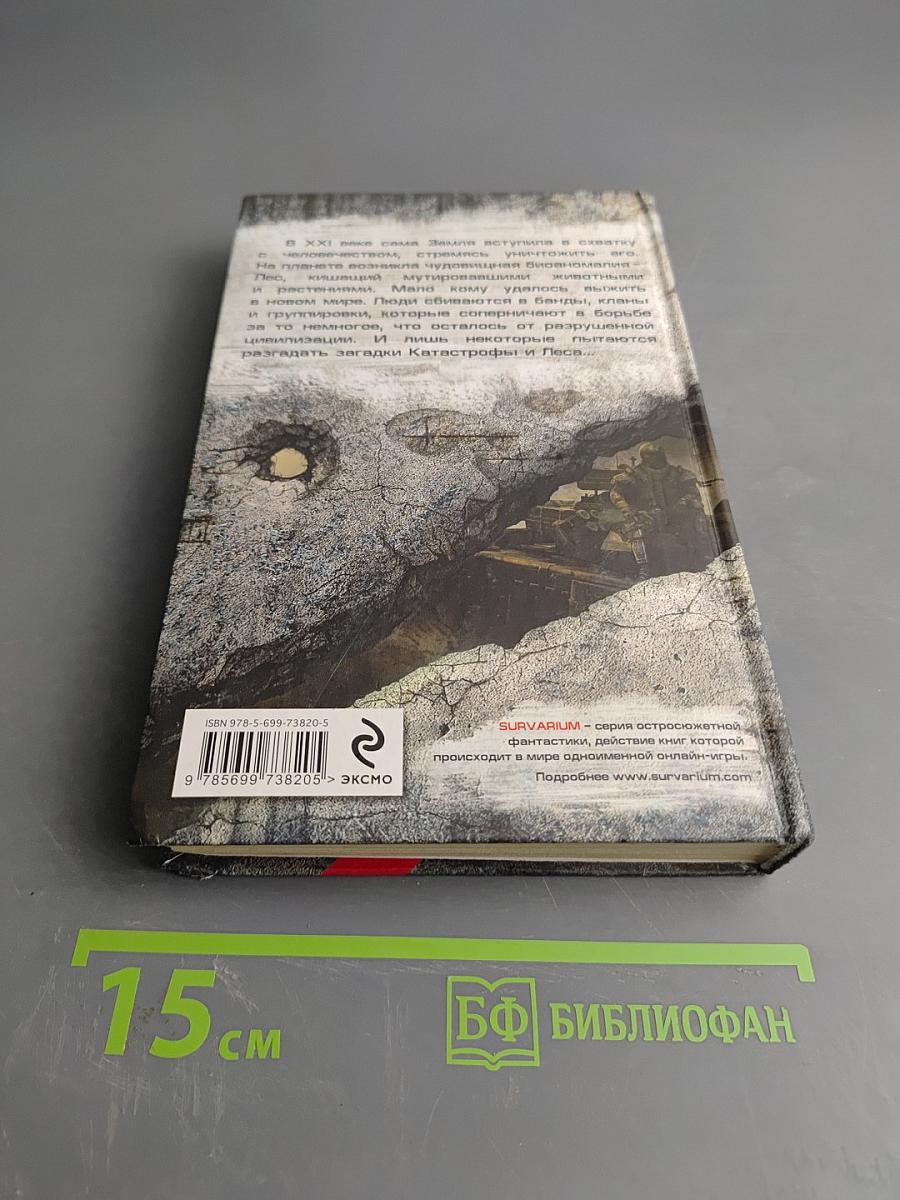 В XXI веке сама Земля вступила в схватку
с человечеством, стремясь уничтожить его.
На планете возникла чудовищная биоаномалия –
Лес, кишащий мутировавшими животными
и растениями. Мало кому удалось выжить
в новом мире. Люди сбиваются в банды, кланы
и группировки, которые соперничают в борьбе
за то немногое, что осталось от разрушенной
цивилизации. И лишь некоторые пытаются
разгадать загадки Катастрофы и Леса...
ISBN 978-5-699-73820-5
9 785699 738205 >
ЭКСМО
SURVARIUM – серия остросюжетной
фантастики, действие книг которой
происходит в мире одноименной онлайн-игры.
Подробнее www.survarium.com
15 см
БФ БИБЛИОФАН